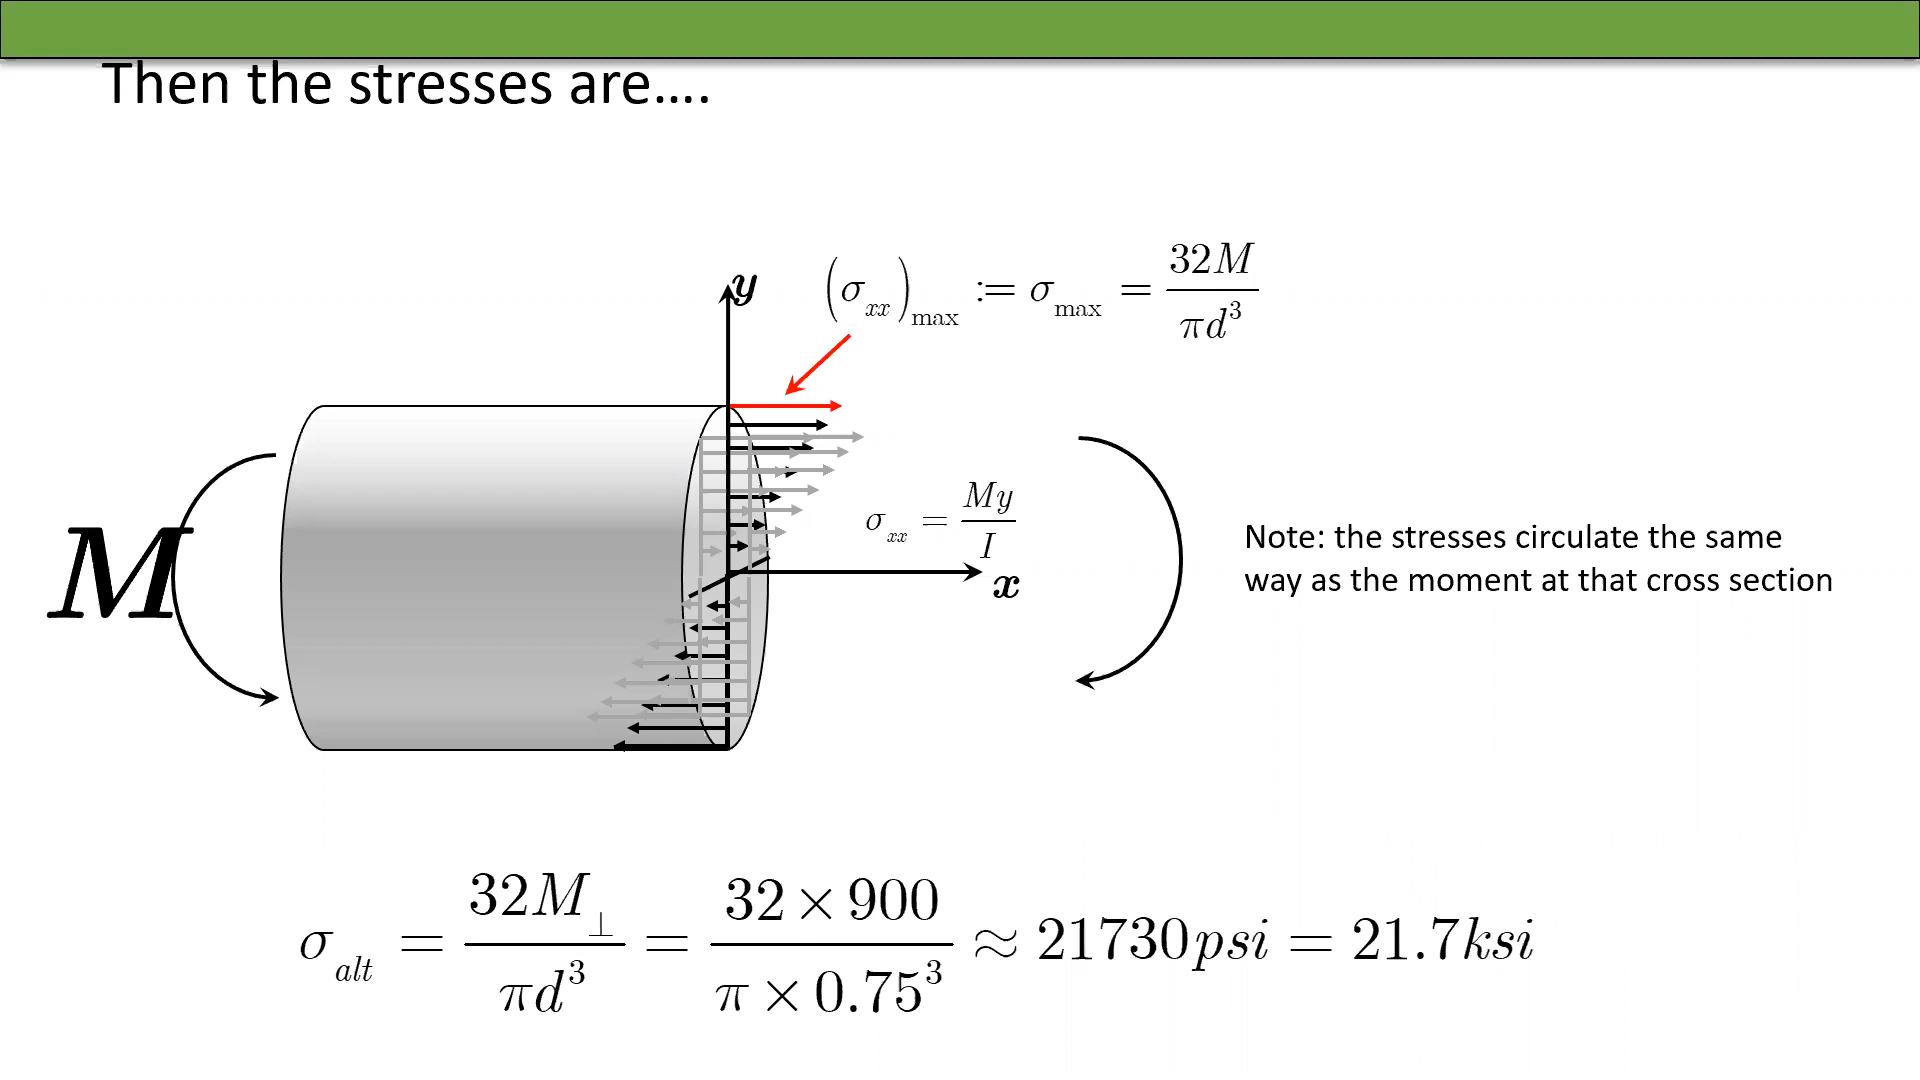 Then the stresses are....
y
(σ_xx)_max := σ_max = 32M / πd³
M
σ_xx = My / I
x
Note: the stresses circulate the same
way as the moment at that cross section
σ_alt = 32M_⊥ / πd³ = 32 × 900 / π × 0.75³ ≈ 21730psi = 21.7ksi